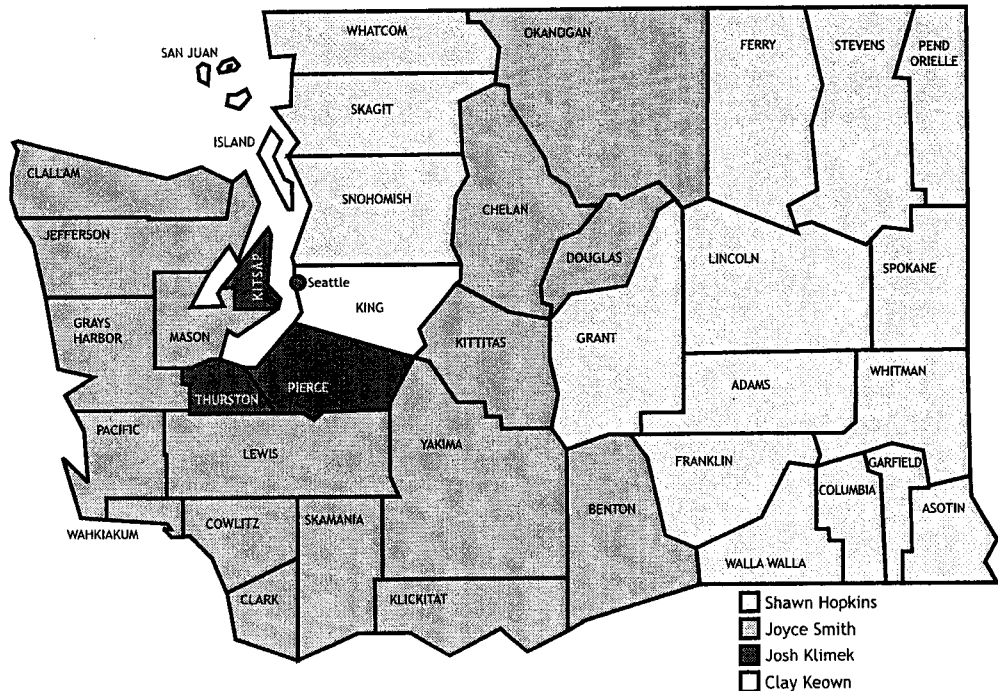 WHATCOM
OKANOGAN
FERRY
STEVENS
PEND
ORIELLE
SAN JUAN
SKAGIT
ISLAND
CLALLAM
SNOHOMISH
CHELAN
JEFFERSON
DOUGLAS
LINCOLN
SPOKANE
KITSAP
Seattle
KING
GRAYS
HARBOR
MASON
KITTITAS
GRANT
WHITMAN
THURSTON
PIERCE
ADAMS
PACIFIC
LEWIS
YAKIMA
FRANKLIN
GARFIELD
COLUMBIA
ASOTIN
WAHKIAKUM
COWLITZ
SKAMANIA
BENTON
WALLA WALLA
CLARK
KLICKITAT
Shawn Hopkins
Joyce Smith
Josh Klimek
Clay Keown